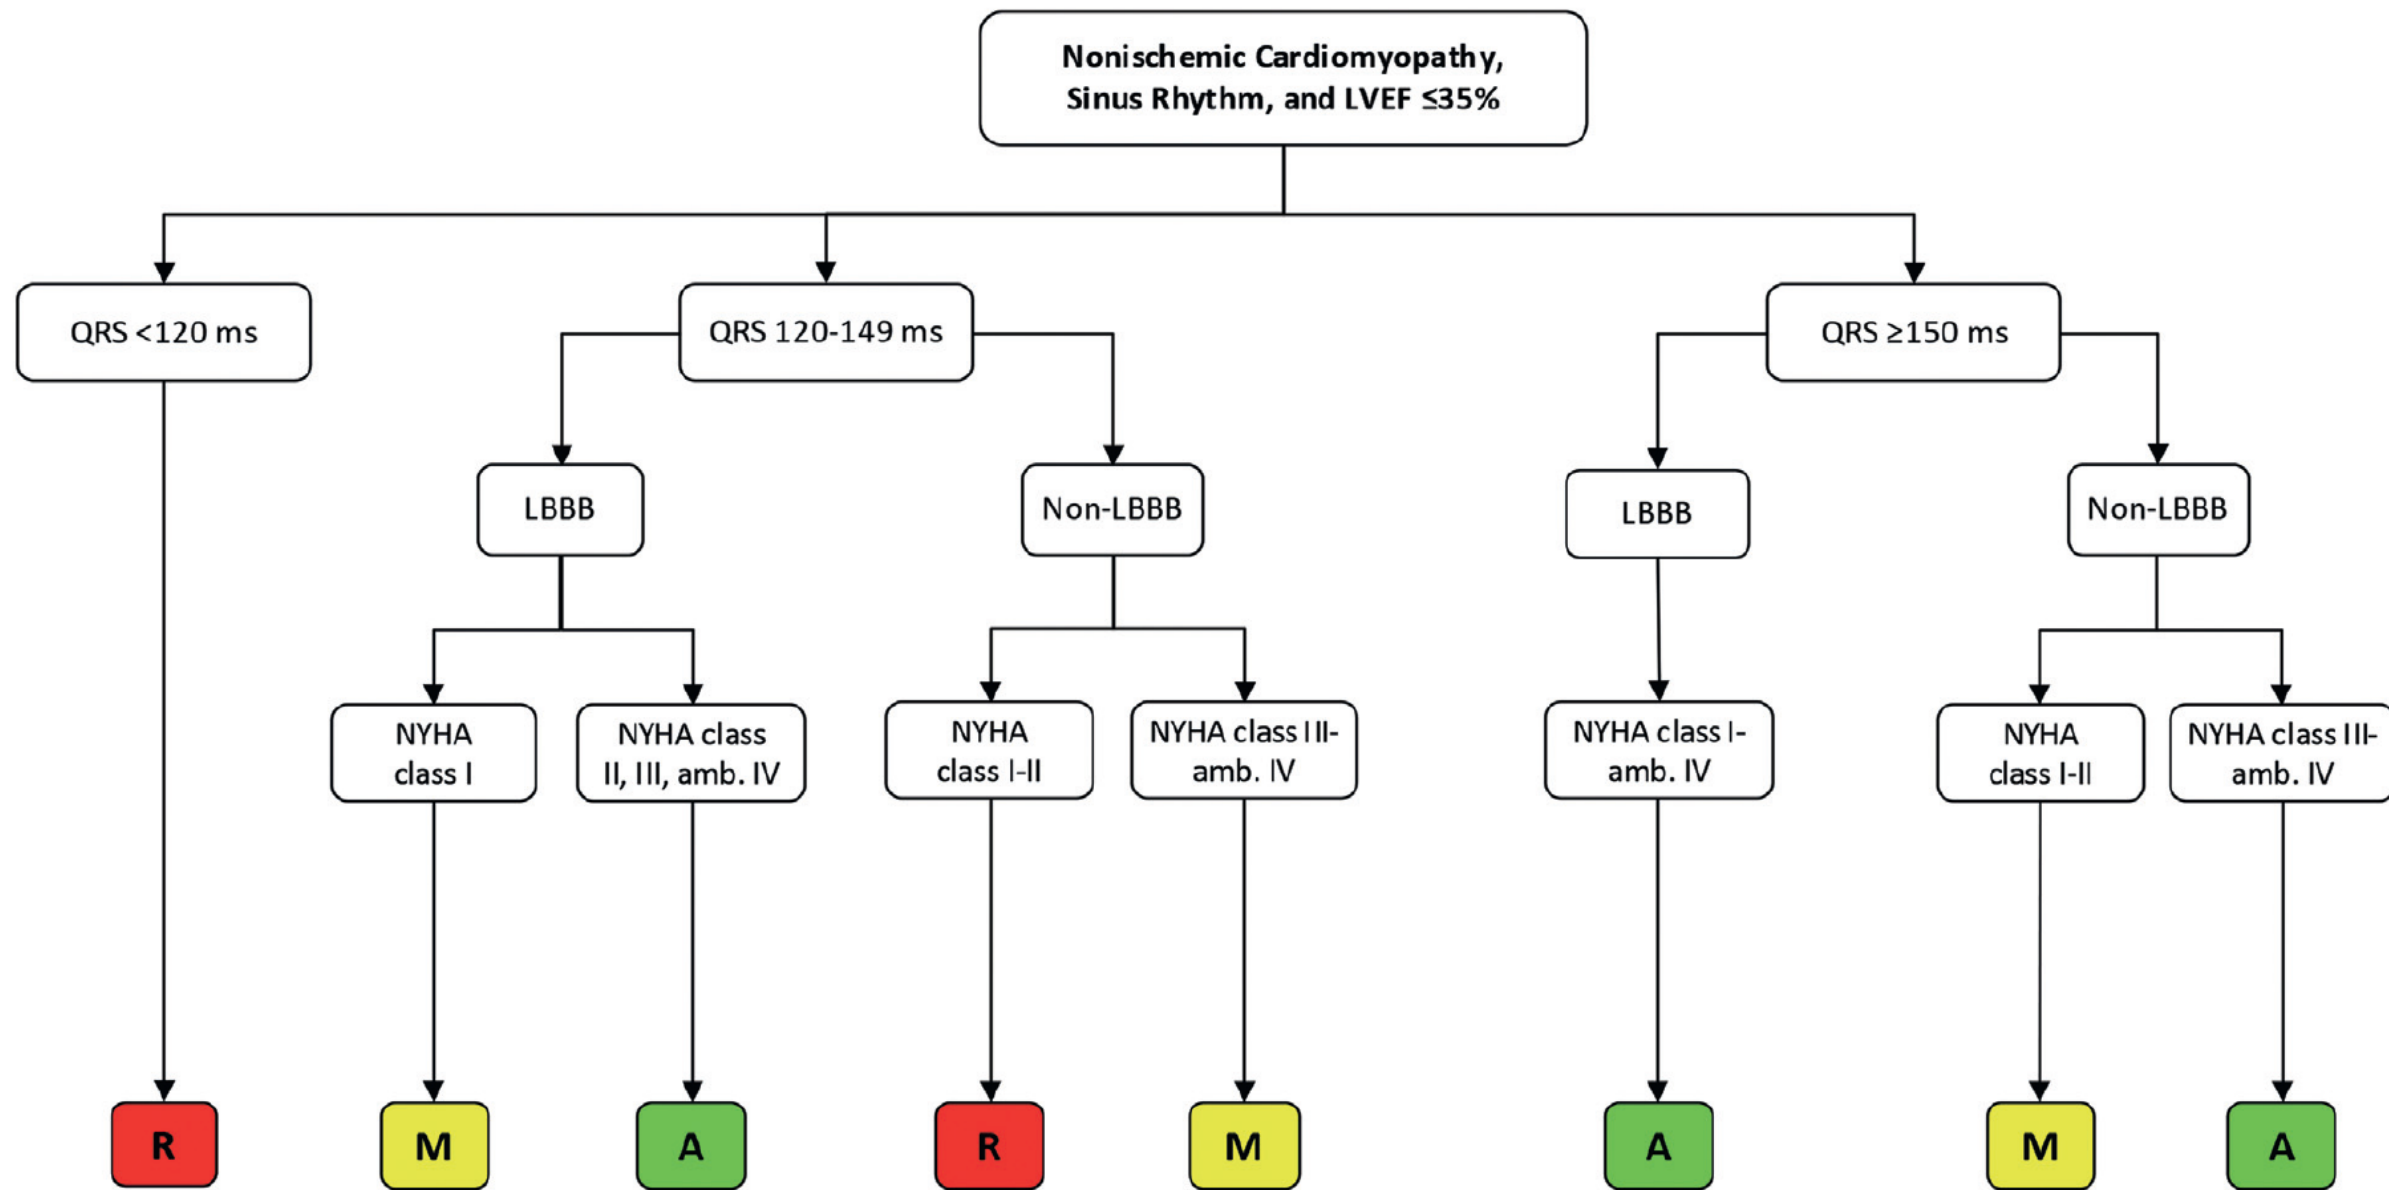 Nonischemic Cardiomyopathy,
Sinus Rhythm, and LVEF ≤35%
QRS <120 ms
QRS 120-149 ms
QRS ≥150 ms
LBBB
Non-LBBB
LBBB
Non-LBBB
NYHA
class I
NYHA class
II, III, amb. IV
NYHA
class I-II
NYHA class III-
amb. IV
NYHA class I-
amb. IV
NYHA
class I-II
NYHA class III-
amb. IV
R
M
A
R
M
A
M
A